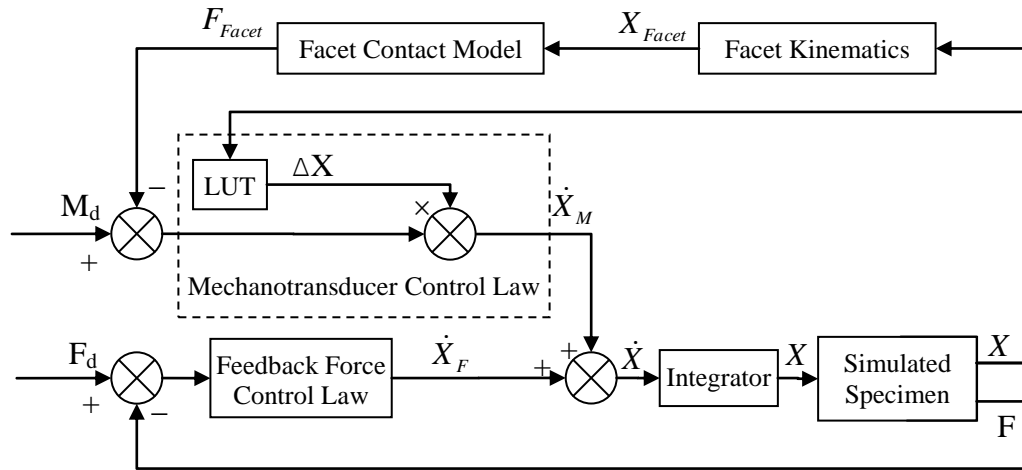 F_Facet
Facet Contact Model
X_Facet
Facet Kinematics
LUT
ΔX
−
×
M_d
+
Ẋ_M
Mechanotransducer Control Law
F_d
+
−
Feedback Force
Control Law
Ẋ_F
+
+
Ẋ
Integrator
X
Simulated
Specimen
X
F